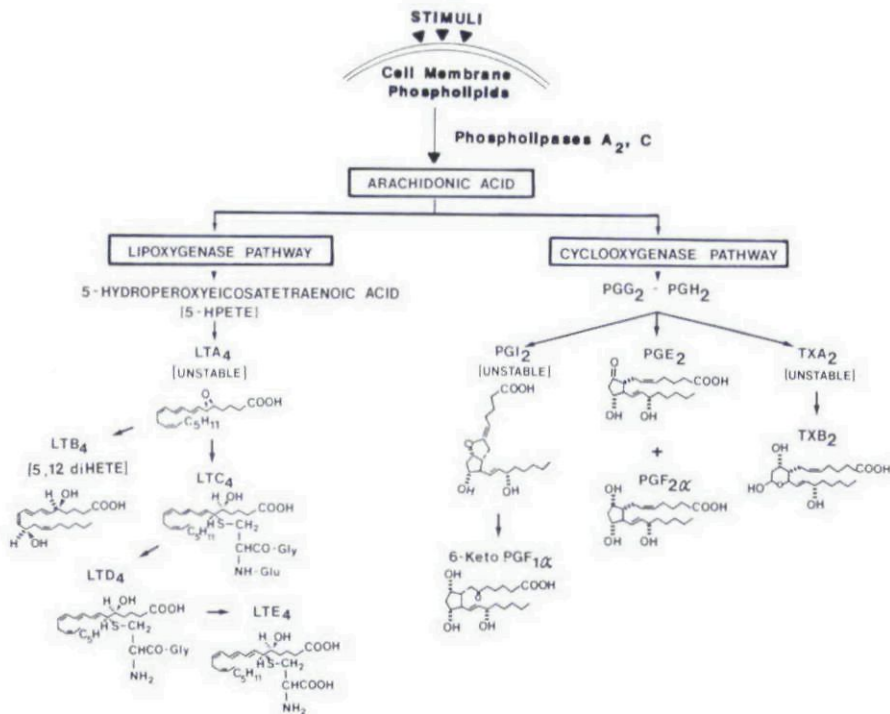 STIMULI
Cell Membrane
Phospholipids
Phospholipases A₂, C
ARACHIDONIC ACID
LIPOXYGENASE PATHWAY
CYCLOOXYGENASE PATHWAY
5-HYDROPEROXYEICOSATETRAENOIC ACID
[5-HPETE]
PGG₂ - PGH₂
LTA₄
[UNSTABLE]
PGI₂
[UNSTABLE]
PGE₂
TXA₂
[UNSTABLE]
O
COOH
C₅H₁₁
COOH
O
COOH
OH
OH
LTB₄
[5,12 diHETE]
LTC₄
TXB₂
H OH
COOH
H OH
H OH
COOH
C₅H₁₁
H S-CH₂
CHCO-Gly
NH-Glu
O
OH
OH
+
PGF₂α
OH
COOH
OH
OH
OH
COOH
HO
O
OH
LTD₄
H OH
COOH
C₅H
H S-CH₂
CHCO-Gly
NH₂
LTE₄
H OH
COOH
C₅H₁₁
H S-CH₂
CHCOOH
NH₂
6-Keto PGF₁α
OH
COOH
O
OH
OH